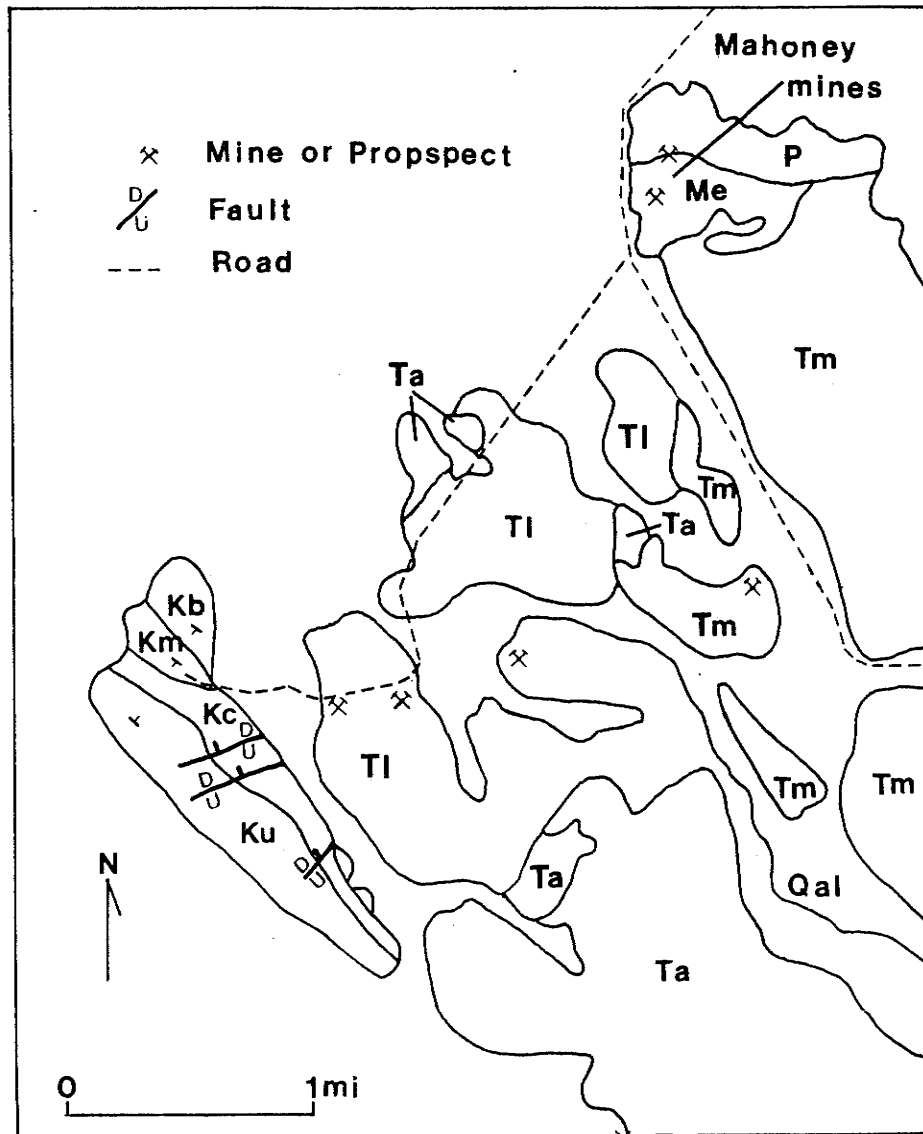 Mahoney
mines
Mine or Propspect
D
U
Fault
Road
P
Me
Tm
Ta
Tl
Tm
Ta
Tl
Tm
Kb
Km
Kc
D
U
D
U
Tl
Tm
Tm
Ku
D
U
Ta
Qal
N
Ta
0
1mi